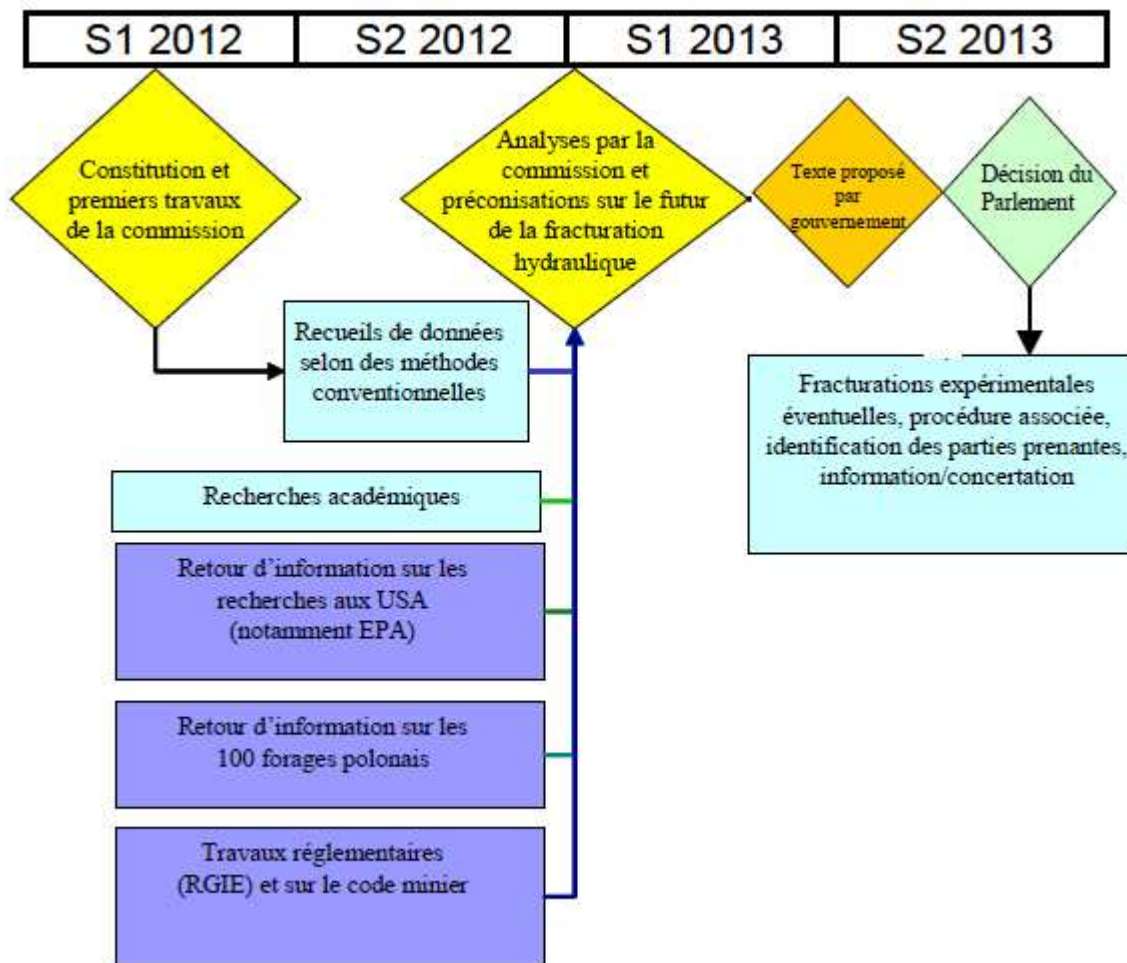 S1 2012
S2 2012
S1 2013
S2 2013
Constitution et
premiers travaux
de la commission
Analyses par la
commission et
préconisations sur le futur
de la fracturation
hydraulique
Texte proposé
par
gouvernement
Décision du
Parlement
Recueils de données
selon des méthodes
conventionnelles
Fracturations expérimentales
éventuelles, procédure associée,
identification des parties prenantes,
information/concertation
Recherches académiques
Retour d’information sur les
recherches aux USA
(notamment EPA)
Retour d’information sur les
100 forages polonais
Travaux réglementaires
(RGIE) et sur le code minier